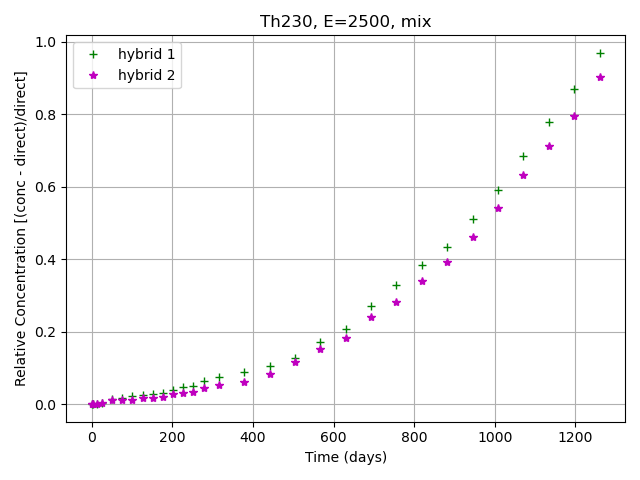 Th230, E=2500, mix
hybrid 1
hybrid 2
Relative Concentration [(conc - direct)/direct]
1.0
0.8
0.6
0.4
0.2
0.0
0 200 400 600 800 1000 1200
Time (days)